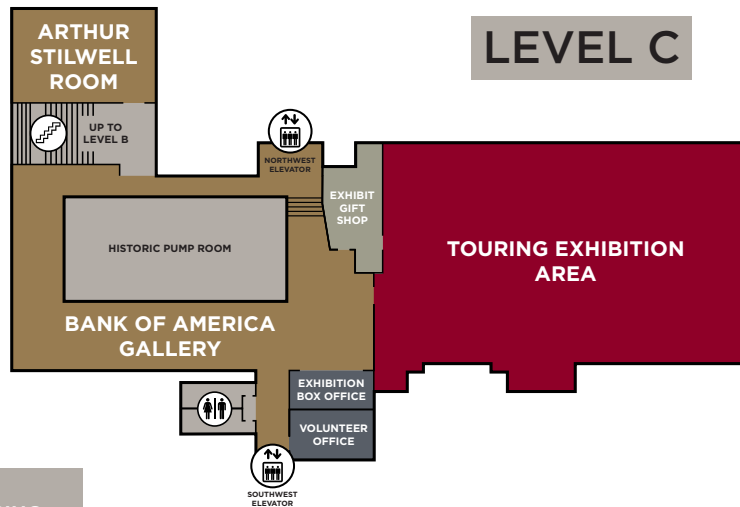 ARTHUR
STILWELL
ROOM
LEVEL C
UP TO
LEVEL B
NORTHWEST
ELEVATOR
EXHIBIT
GIFT
SHOP
HISTORIC PUMP ROOM
TOURING EXHIBITION
AREA
BANK OF AMERICA
GALLERY
EXHIBITION
BOX OFFICE
VOLUNTEER
OFFICE
SOUTHWEST
ELEVATOR